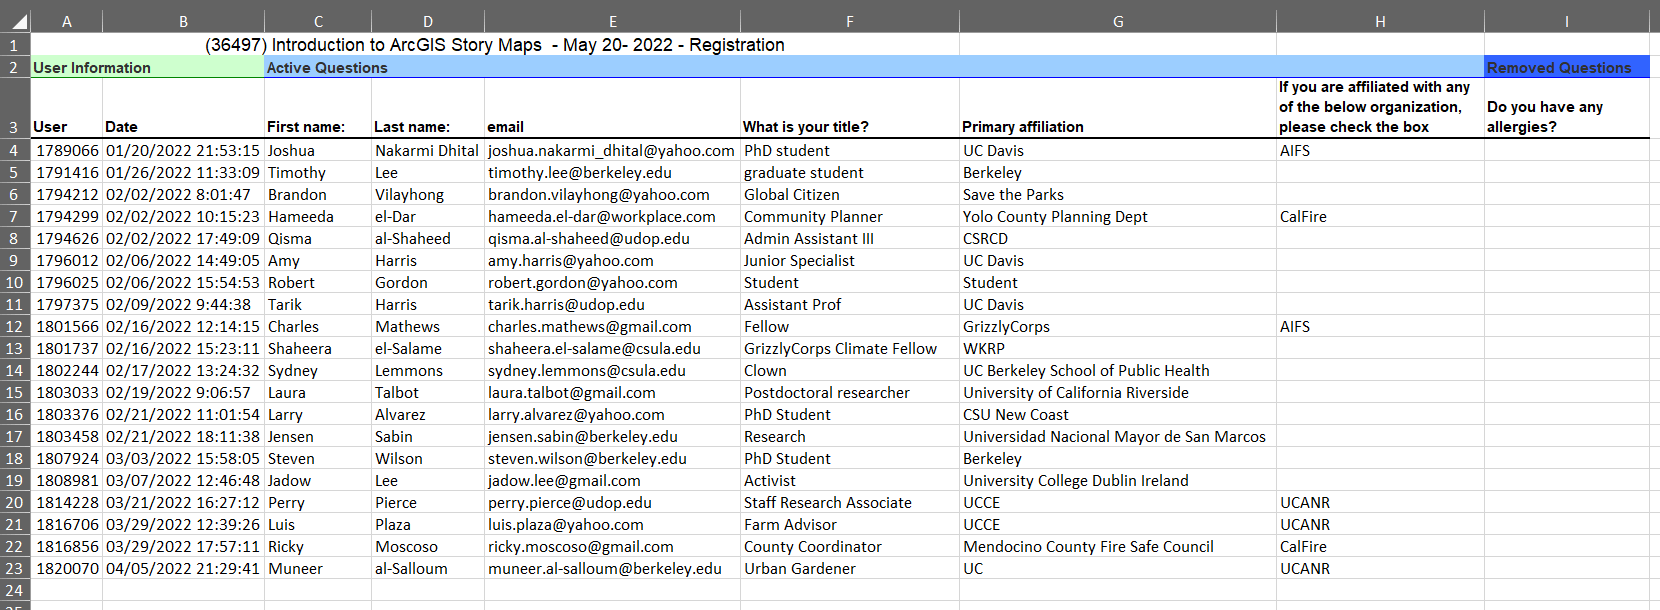 A B C D E F G H I
1 (36497) Introduction to ArcGIS Story Maps - May 20- 2022 - Registration
2 User Information Active Questions Removed Questions
If you are affiliated with any
of the below organization, Do you have any
3 User Date First name: Last name: email What is your title? Primary affiliation please check the box allergies?
4 1789066 01/20/2022 21:53:15 Joshua Nakarmi Dhital joshua.nakarmi_dhital@yahoo.com PhD student UC Davis AIFS
5 1791416 01/26/2022 11:33:09 Timothy Lee timothy.lee@berkeley.edu graduate student Berkeley
6 1794212 02/02/2022 8:01:47 Brandon Vilayhong brandon.vilayhong@yahoo.com Global Citizen Save the Parks
7 1794299 02/02/2022 10:15:23 Hameeda el-Dar hameeda.el-dar@workplace.com Community Planner Yolo County Planning Dept CalFire
8 1794626 02/02/2022 17:49:09 Qisma al-Shaheed qisma.al-shaheed@udop.edu Admin Assistant III CSRCD
9 1796012 02/06/2022 14:49:05 Amy Harris amy.harris@yahoo.com Junior Specialist UC Davis
10 1796025 02/06/2022 15:54:53 Robert Gordon robert.gordon@yahoo.com Student Student
11 1797375 02/09/2022 9:44:38 Tarik Harris tarik.harris@udop.edu Assistant Prof UC Davis
12 1801566 02/16/2022 12:14:15 Charles Mathews charles.mathews@gmail.com Fellow GrizzlyCorps AIFS
13 1801737 02/16/2022 15:23:11 Shaheera el-Salame shaheera.el-salame@csula.edu GrizzlyCorps Climate Fellow WKRP
14 1802244 02/17/2022 13:24:32 Sydney Lemmons sydney.lemmons@csula.edu Clown UC Berkeley School of Public Health
15 1803033 02/19/2022 9:06:57 Laura Talbot laura.talbot@gmail.com Postdoctoral researcher University of California Riverside
16 1803376 02/21/2022 11:01:54 Larry Alvarez larry.alvarez@yahoo.com PhD Student CSU New Coast
17 1803458 02/21/2022 18:11:38 Jensen Sabin jensen.sabin@berkeley.edu Research Universidad Nacional Mayor de San Marcos
18 1807924 03/03/2022 15:58:05 Steven Wilson steven.wilson@berkeley.edu PhD Student Berkeley
19 1808981 03/07/2022 12:46:48 Jadow Lee jadow.lee@gmail.com Activist University College Dublin Ireland
20 1814228 03/21/2022 16:27:12 Perry Pierce perry.pierce@udop.edu Staff Research Associate UCCE UCANR
21 1816706 03/29/2022 12:39:26 Luis Plaza luis.plaza@yahoo.com Farm Advisor UCCE UCANR
22 1816856 03/29/2022 17:57:11 Ricky Moscoso ricky.moscoso@gmail.com County Coordinator Mendocino County Fire Safe Council CalFire
23 1820070 04/05/2022 21:29:41 Muneer al-Salloum muneer.al-salloum@berkeley.edu Urban Gardener UC UCANR
24